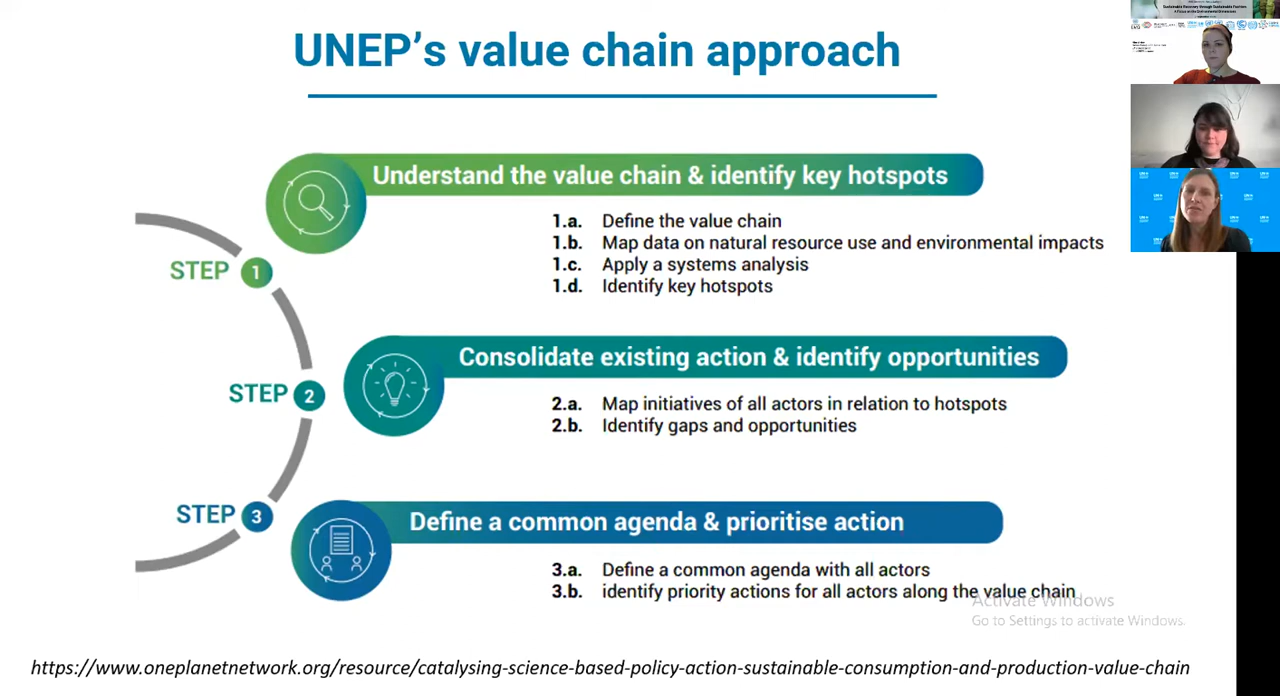 UNEP's value chain approach
Understand the value chain & identify key hotspots
STEP 1
1.a. Define the value chain
1.b. Map data on natural resource use and environmental impacts
1.c. Apply a systems analysis
1.d. Identify key hotspots
Consolidate existing action & identify opportunities
STEP 2
2.a. Map initiatives of all actors in relation to hotspots
2.b. Identify gaps and opportunities
Define a common agenda & prioritise action
STEP 3
3.a. Define a common agenda with all actors
3.b. identify priority actions for all actors along the value chain
Activate Windows
Go to Settings to activate Windows.
https://www.oneplanetnetwork.org/resource/catalysing-science-based-policy-action-sustainable-consumption-and-production-value-chain
Sustainable Recovery through Sustainable Fashion: